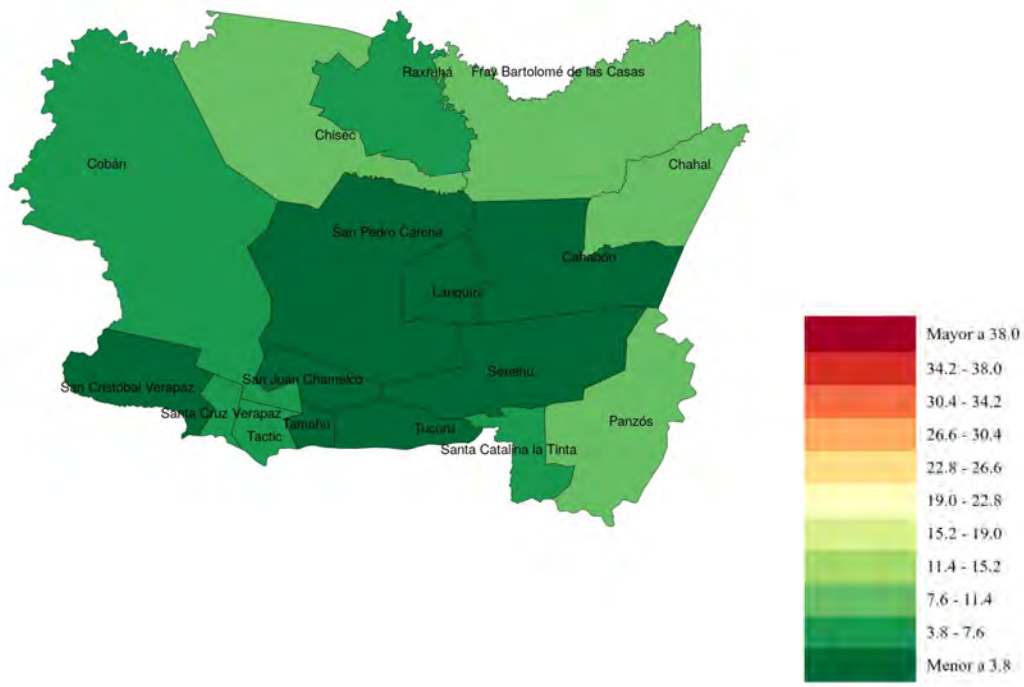 Raxruhá
Fray Bartolomé de las Casas
Chisec
Cobán
Chahal
San Pedro Carcha
Cahabón
Lanquin
San Cristóbal Verapaz
San Juan Chamelco
Senahu
Santa Cruz Verapaz
Tamahú
Tactic
Tucurú
Panzós
Santa Catalina la Tinta
Mayor a 38.0
34.2 - 38.0
30.4 - 34.2
26.6 - 30.4
22.8 - 26.6
19.0 - 22.8
15.2 - 19.0
11.4 - 15.2
7.6 - 11.4
3.8 - 7.6
Menor a 3.8